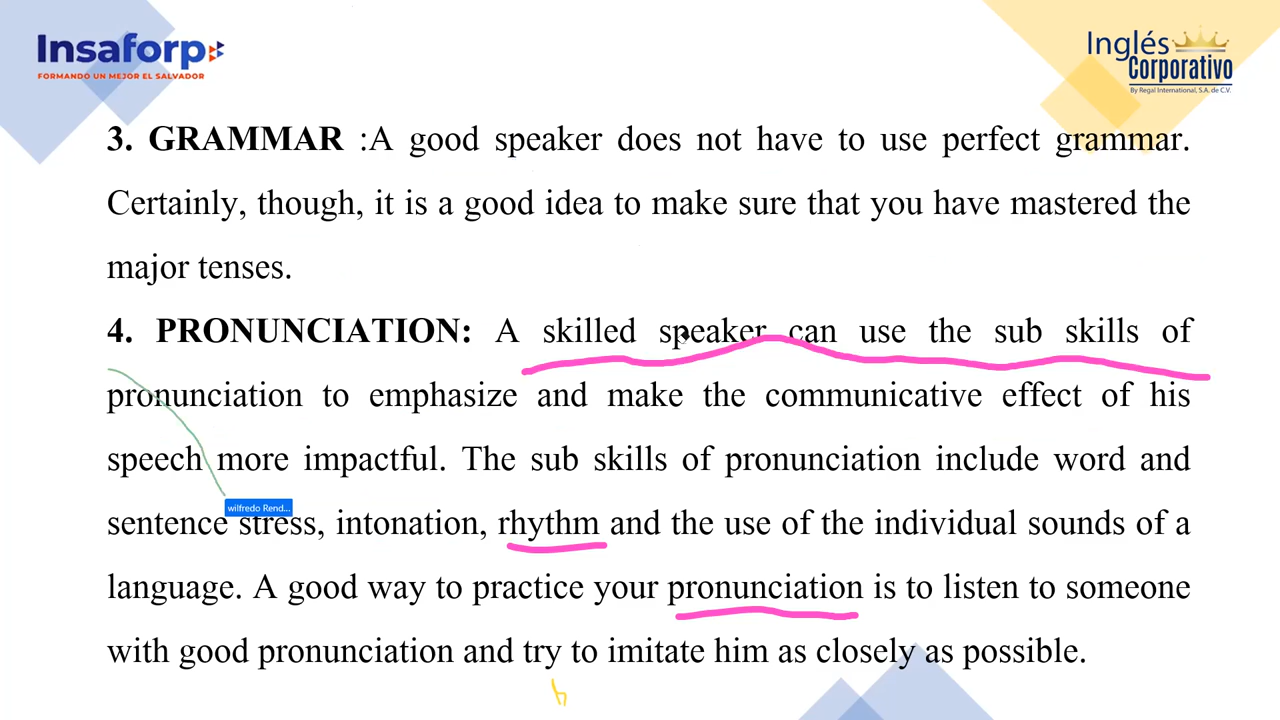 Insaforp
FORMANDO UN MEJOR EL SALVADOR
Inglés
Corporativo
By Regal International, S.A. de C.V.
3. GRAMMAR :A good speaker does not have to use perfect grammar.
Certainly, though, it is a good idea to make sure that you have mastered the
major tenses.
4. PRONUNCIATION: A skilled speaker can use the sub skills of
pronunciation to emphasize and make the communicative effect of his
speech more impactful. The sub skills of pronunciation include word and
wilfredo Rend...
sentence stress, intonation, rhythm and the use of the individual sounds of a
language. A good way to practice your pronunciation is to listen to someone
with good pronunciation and try to imitate him as closely as possible.